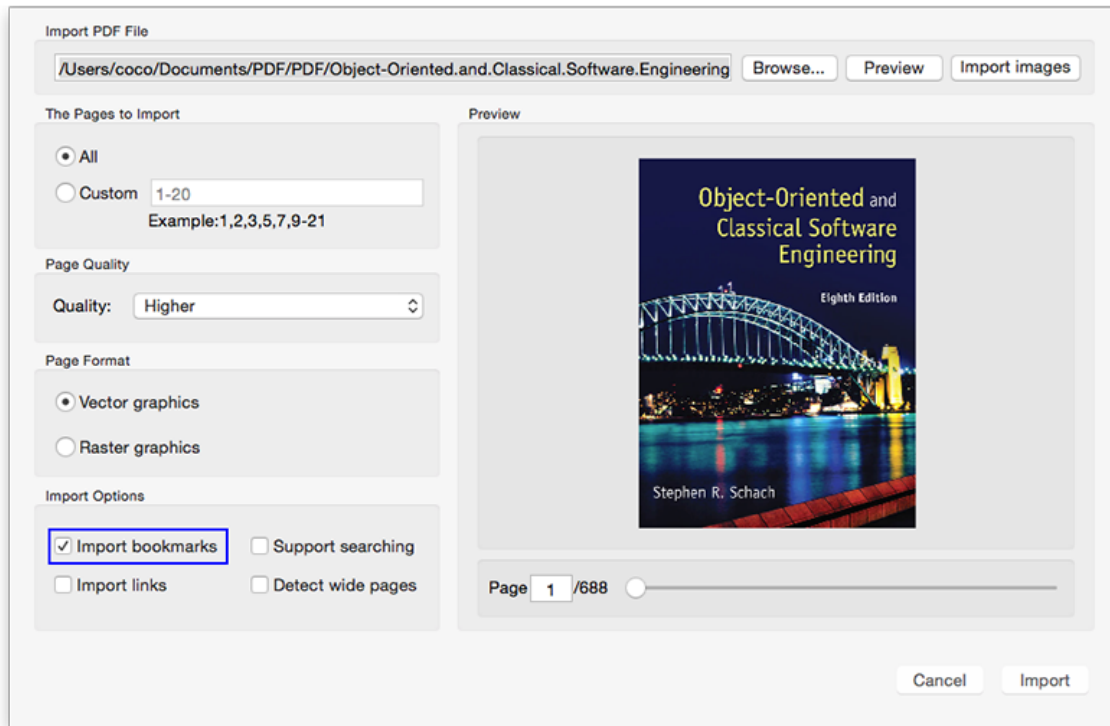 Import PDF File
/Users/coco/Documents/PDF/PDF/Object-Oriented.and.Classical.Software.Engineering
Browse...
Preview
Import images
The Pages to Import
All
Custom
1-20
Example:1,2,3,5,7,9-21
Page Quality
Quality:
Higher
Page Format
Vector graphics
Raster graphics
Import Options
Import bookmarks
Support searching
Import links
Detect wide pages
Preview
Object-Oriented and
Classical Software
Engineering
Eighth Edition
Stephen R. Schach
Page 1 /688
Cancel
Import